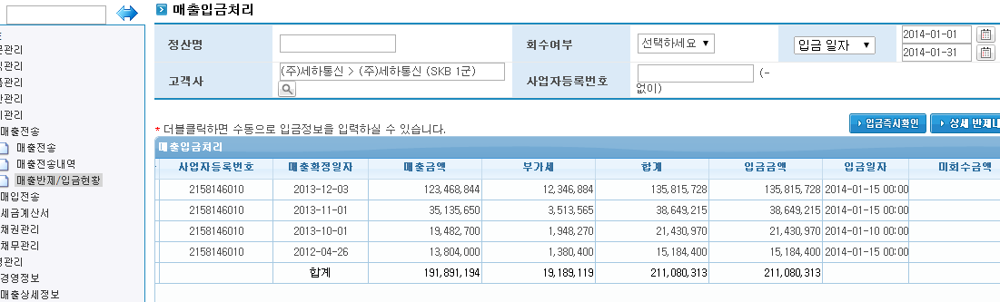 매출입금처리
정산명
회수여부
선택하세요
입금 일자
2014-01-01
2014-01-31
고객사
(주)세하통신 > (주)세하통신 (SKB 1군)
사업자등록번호
(-
없이)
관리
관리
관리
관리
관리
매출전송
매출전송
매출전송내역
매출반제/입금현황
매입전송
세금계산서
채권관리
채무관리
관리
경영정보
매출상세정보
입금즉시확인
상세 반제내
* 더블클릭하면 수동으로 입금정보를 입력하실 수 있습니다.
매출입금처리
사업자등록번호 매출확정일자 매출금액 부가세 합계 입금금액 입금일자 미회수금액
2158146010 2013-12-03 123,468,844 12,346,884 135,815,728 135,815,728 2014-01-15 00:00
2158146010 2013-11-01 35,135,650 3,513,565 38,649,215 38,649,215 2014-01-15 00:00
2158146010 2013-10-01 19,482,700 1,948,270 21,430,970 21,430,970 2014-01-10 00:00
2158146010 2012-04-26 13,804,000 1,380,400 15,184,400 15,184,400 2014-01-15 00:00
합계 191,891,194 19,189,119 211,080,313 211,080,313